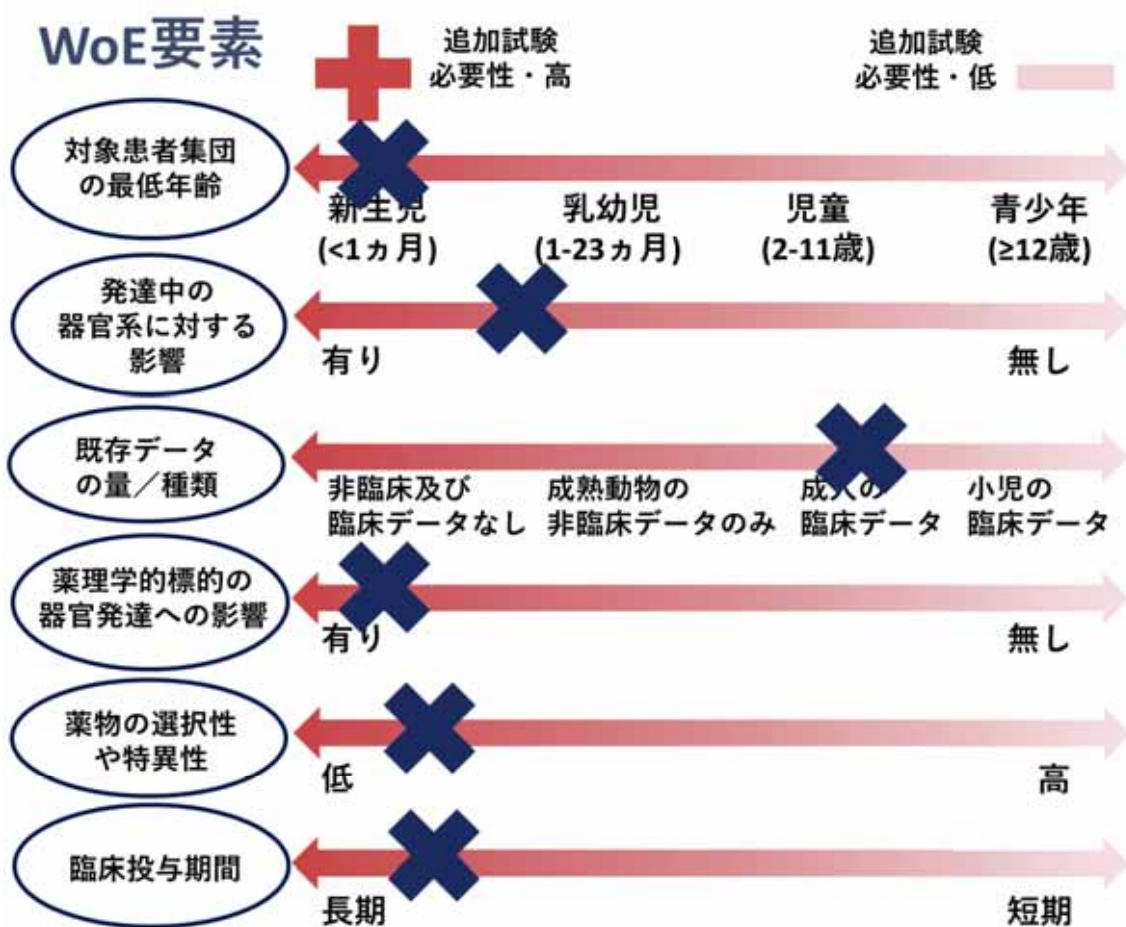 WoE要素
追加試験
必要性・高
追加試験
必要性・低
対象患者集団
の最低年齢
新生児
(<1ヵ月)
乳幼児
(1-23ヵ月)
児童
(2-11歳)
青少年
(≥12歳)
発達中の
器官系に対する
影響
有り
無し
既存データ
の量／種類
非臨床及び
臨床データなし
成熟動物の
非臨床データのみ
成人の
臨床データ
小児の
臨床データ
薬理学的標的の
器官発達への影響
有り
無し
薬物の選択性
や特異性
低
高
臨床投与期間
長期
短期